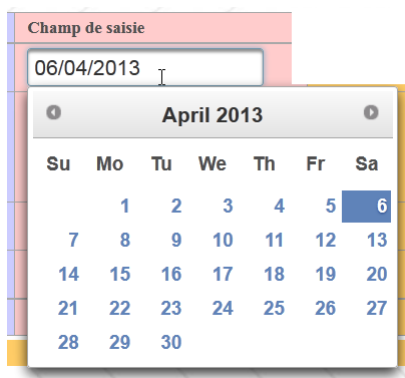 Champ de saisie
06/04/2013
April 2013
Su Mo Tu We Th Fr Sa
1 2 3 4 5 6
7 8 9 10 11 12 13
14 15 16 17 18 19 20
21 22 23 24 25 26 27
28 29 30